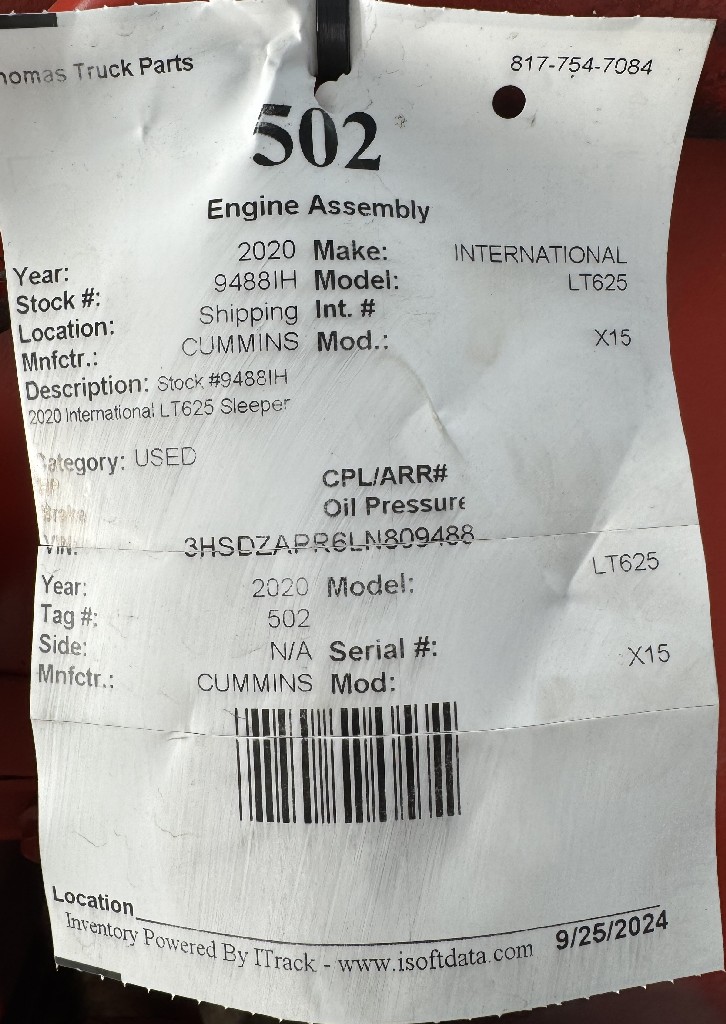 Thomas Truck Parts 817-754-7084
502
Engine Assembly
Year: 2020 Make: INTERNATIONAL
Stock #: 9488IH Model: LT625
Location: Shipping Int. #
Mnfctr.: CUMMINS Mod.: X15
Description: Stock #9488IH
2020 International LT625 Sleeper
Category: USED
CPL/ARR#
Oil Pressure
VIN: 3HSDZAPR6LN809488
Year: 2020 Model: LT625
Tag #: 502
Side: N/A Serial #:
Mnfctr.: CUMMINS Mod: X15
Location
Inventory Powered By ITrack - www.isoftdata.com 9/25/2024